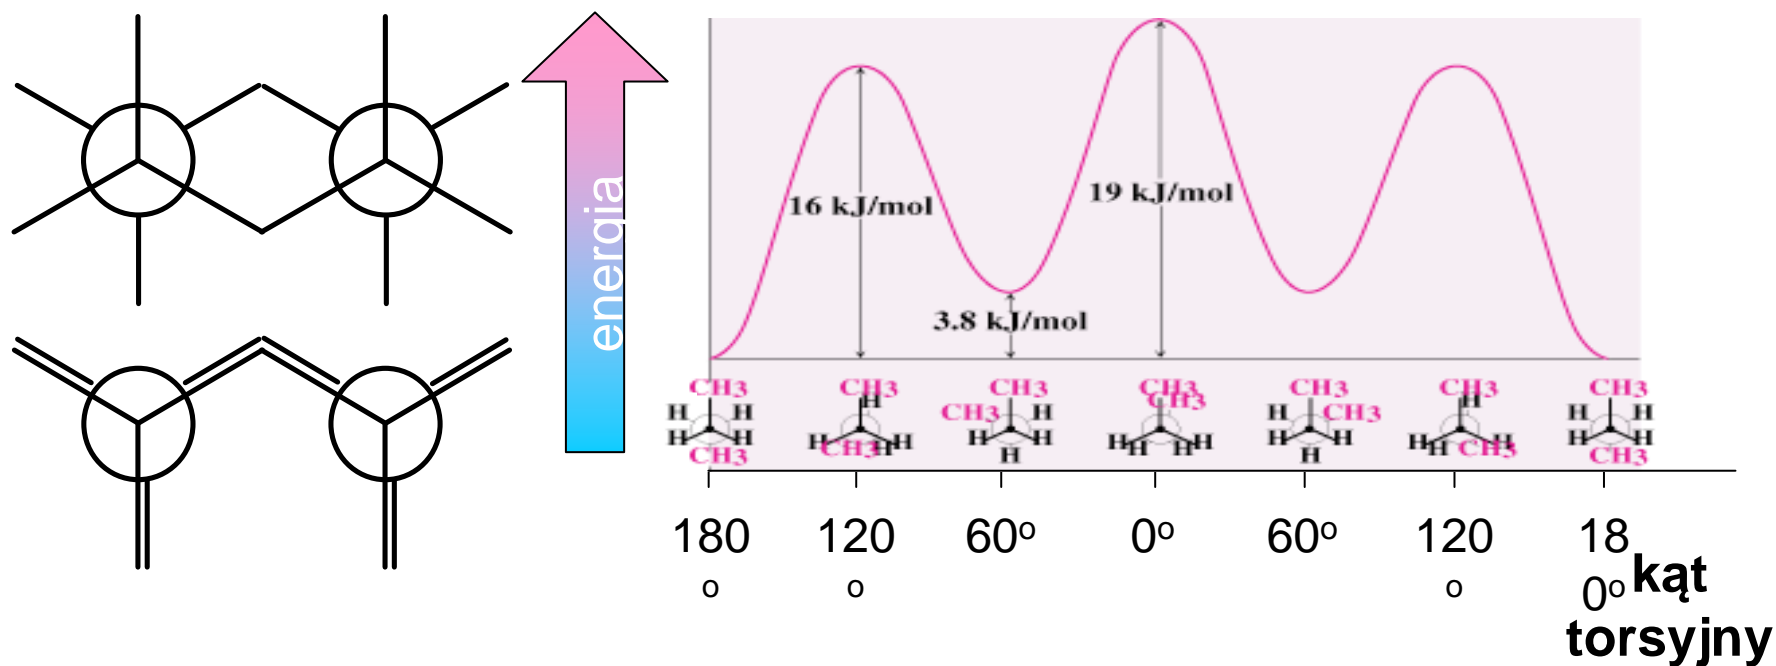 energia
16 kJ/mol
19 kJ/mol
3.8 kJ/mol
CH3 CH3 CH3 CH3 CH3 CH3 CH3
H H H CH3 H CH3 H CH3 H H H
H H H H H H H H H H H H H H H H
CH3 CH3 H H H H H CH3 CH3
180 120 60º 0º 60º 120 18
º º º 0º kąt
torsyjny